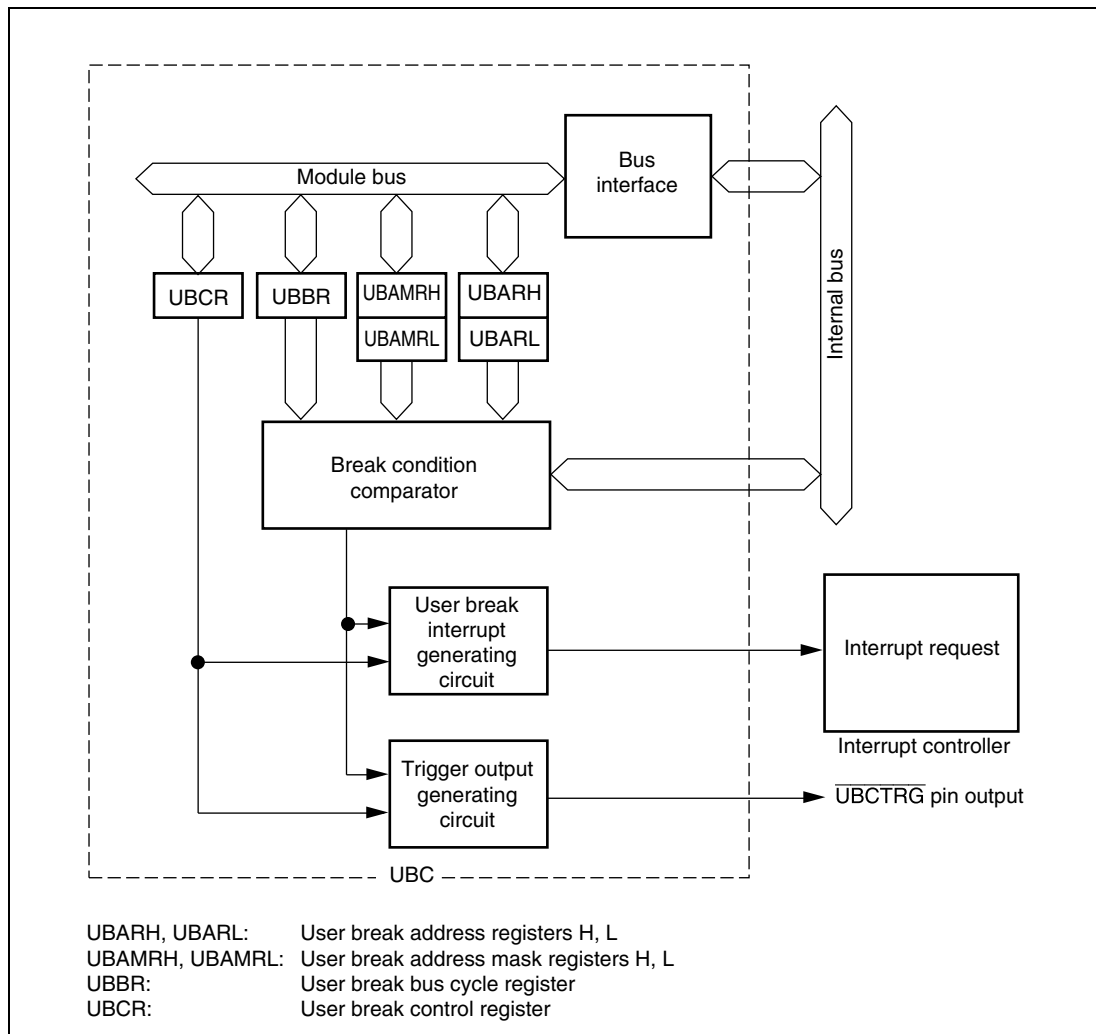 Bus
interface
Module bus
Internal bus
UBCR
UBBR
UBAMRH
UBARH
UBAMRL
UBARL
Break condition
comparator
User break
interrupt
generating
circuit
Interrupt request
Interrupt controller
Trigger output
generating
circuit
UBCTRG pin output
UBC
UBARH, UBARL: User break address registers H, L
UBAMRH, UBAMRL: User break address mask registers H, L
UBBR: User break bus cycle register
UBCR: User break control register